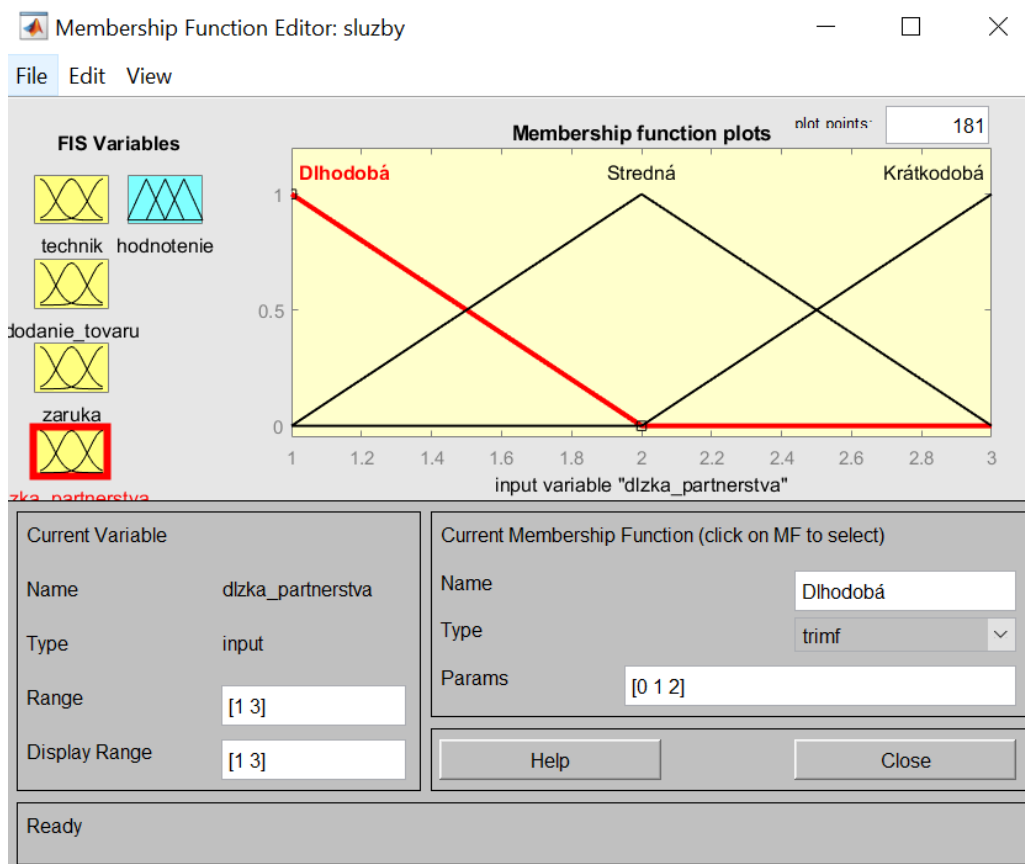 Membership Function Editor: sluzby
File Edit View
FIS Variables
technik hodnotenie
dodanie_tovaru
zaruka
zka_partnerstva
Membership function plots
plot points:
181
Dlhodobá Stredná Krátkodobá
1
0.5
0
1 1.2 1.4 1.6 1.8 2 2.2 2.4 2.6 2.8 3
input variable "dlzka_partnerstva"
Current Variable
Name dlzka_partnerstva
Type input
Range [1 3]
Display Range [1 3]
Current Membership Function (click on MF to select)
Name Dlhodobá
Type trimf
Params [0 1 2]
Help Close
Ready